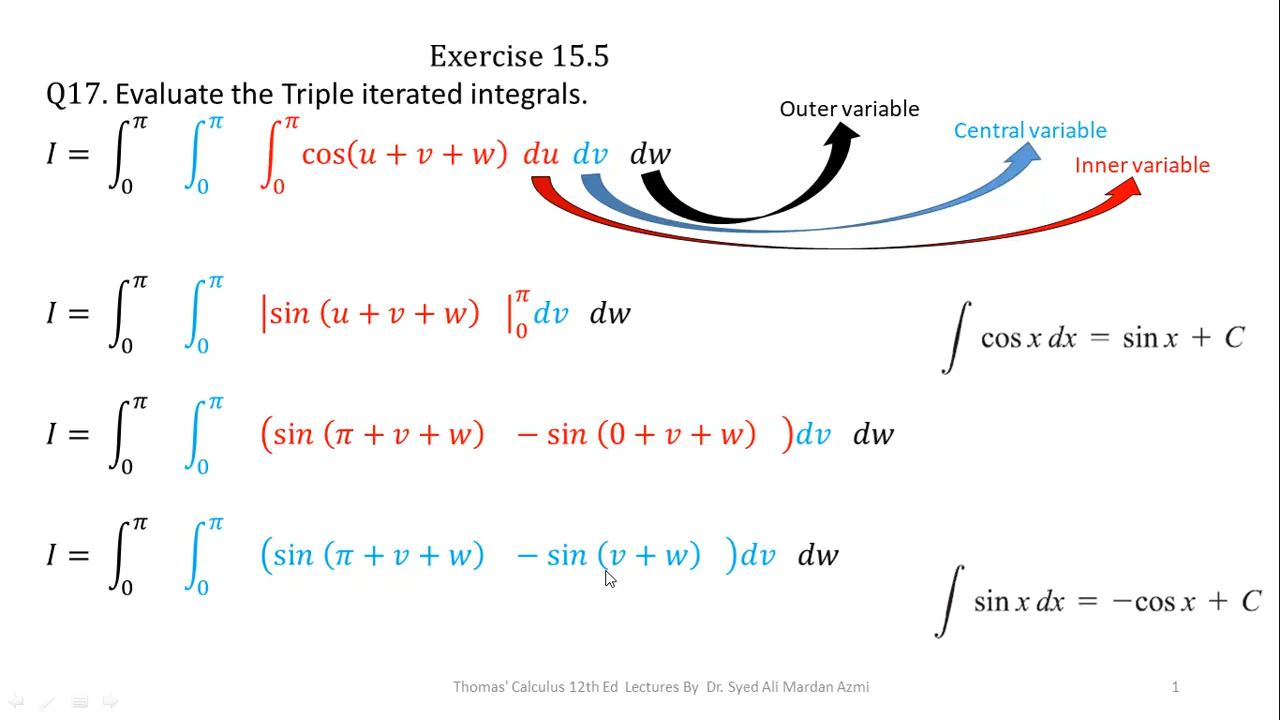 Exercise 15.5
Q17. Evaluate the Triple iterated integrals.
Outer variable
Central variable
Inner variable
I = ∫₀^π ∫₀^π ∫₀^π cos(u + v + w) du dv dw
I = ∫₀^π ∫₀^π |sin (u + v + w) |₀^π dv dw
∫ cos x dx = sin x + C
I = ∫₀^π ∫₀^π (sin (π + v + w) − sin (0 + v + w) )dv dw
I = ∫₀^π ∫₀^π (sin (π + v + w) − sin (v + w) )dv dw
∫ sin x dx = −cos x + C
Thomas' Calculus 12th Ed Lectures By Dr. Syed Ali Mardan Azmi
1